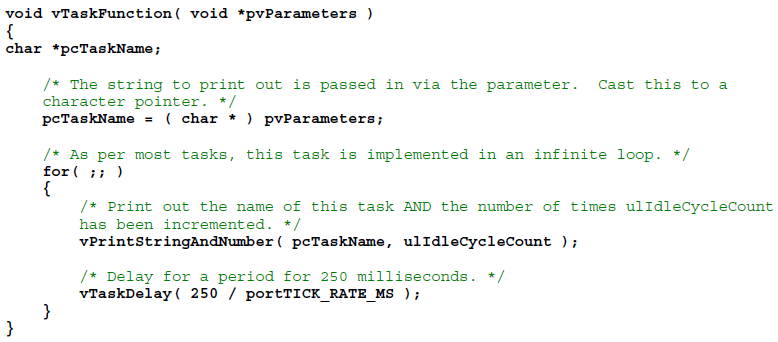 void vTaskFunction( void *pvParameters )
{
char *pcTaskName;
/* The string to print out is passed in via the parameter.  Cast this to a
character pointer. */
pcTaskName = ( char * ) pvParameters;
/* As per most tasks, this task is implemented in an infinite loop. */
for( ;; )
{
/* Print out the name of this task AND the number of times ulIdleCycleCount
has been incremented. */
vPrintStringAndNumber( pcTaskName, ulIdleCycleCount );
/* Delay for a period for 250 milliseconds. */
vTaskDelay( 250 / portTICK_RATE_MS );
}
}